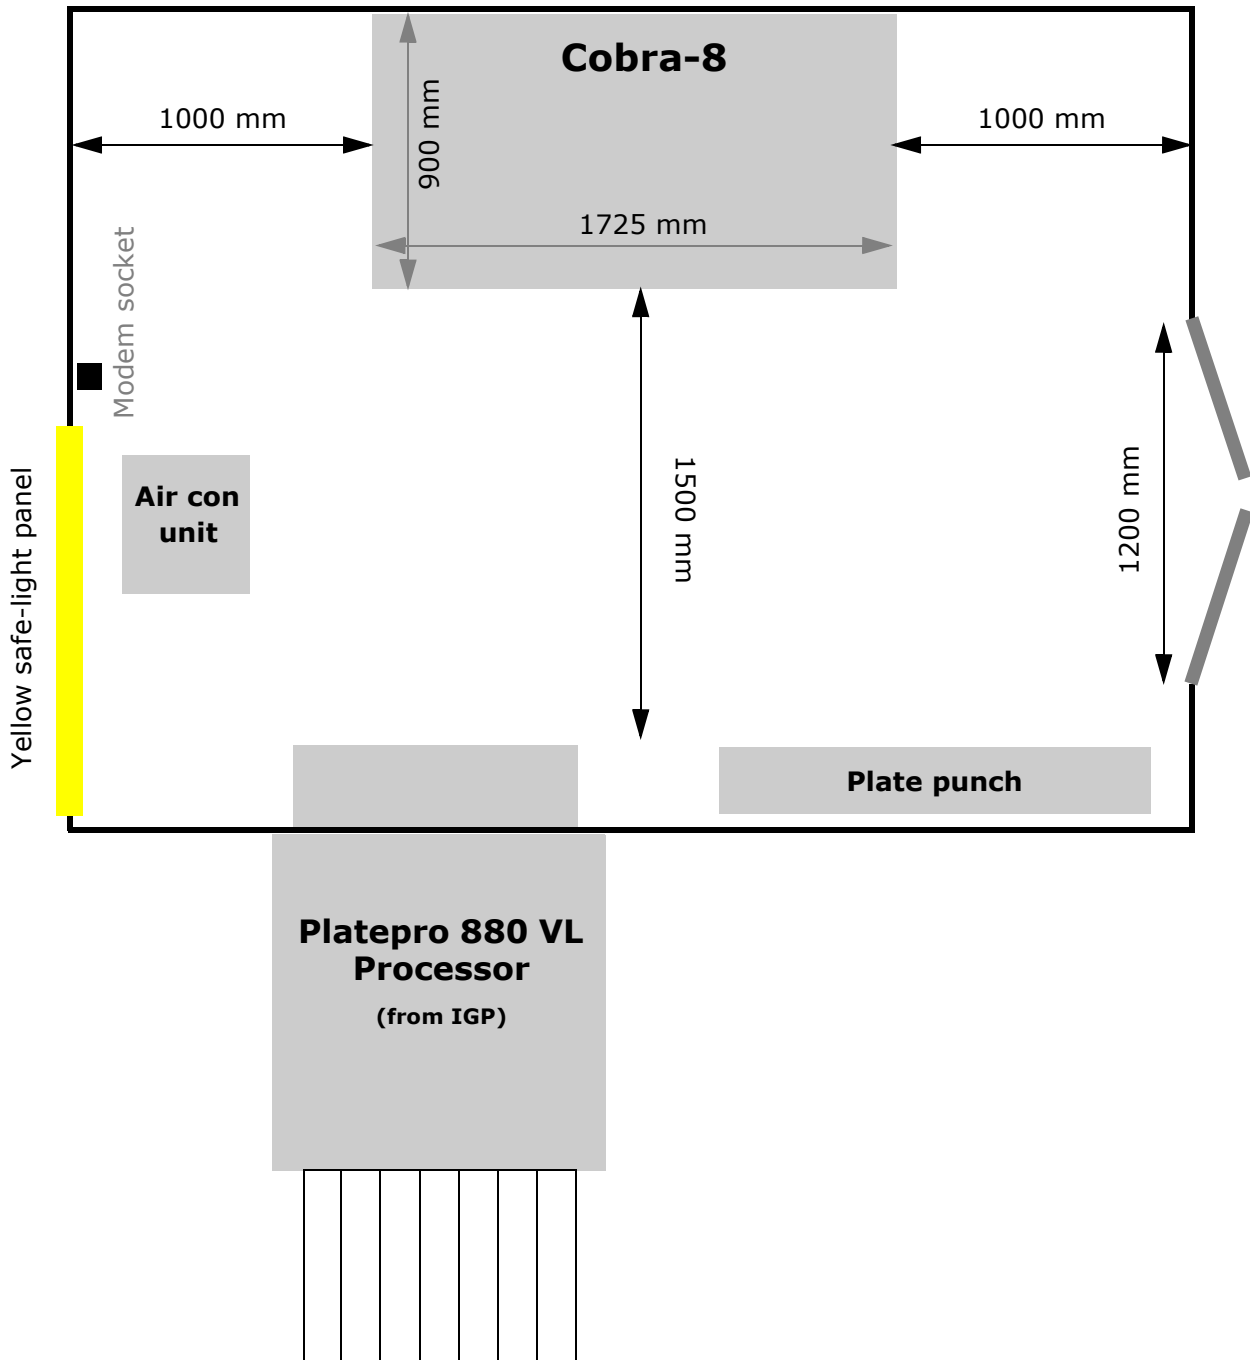 Cobra-8
1000 mm
900 mm
1000 mm
1725 mm
Modem socket
Yellow safe-light panel
Air con
unit
1500 mm
1200 mm
Plate punch
Platepro 880 VL
Processor
(from IGP)